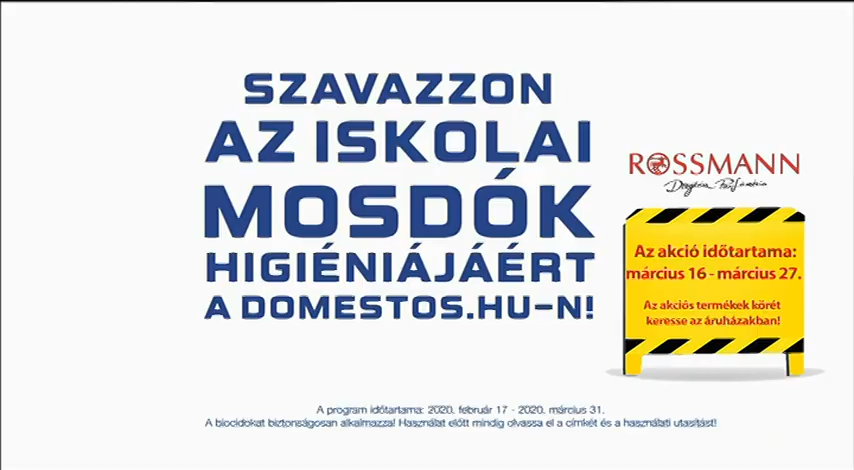 SZAVAZZON
AZ ISKOLAI
MOSDÓK
HIGIÉNIÁJÁÉRT
A DOMESTOS.HU-N!
ROSSMANN
Drogéria Parfüméria
Az akció időtartama:
március 16 - március 27.
Az akciós termékek körét
keresse az áruházakban!
A program időtartama: 2020. február 17 - 2020. március 31.
A biocidokat biztonságosan alkalmazza! Használat előtt mindig olvassa el a címkét és a használati utasítást!